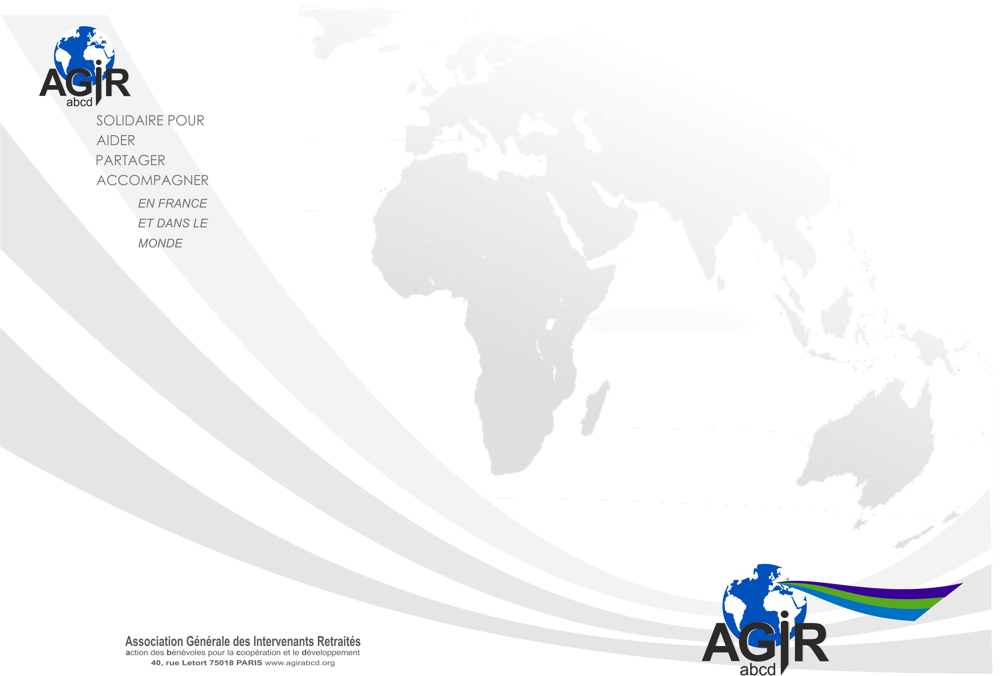 AGiR
abcd
SOLIDAIRE POUR
AIDER
PARTAGER
ACCOMPAGNER
EN FRANCE
ET DANS LE
MONDE
Association Générale des Intervenants Retraités
action des bénévoles pour la coopération et le développement
40, rue Letort 75018 PARIS www.agirabcd.org
AGiR
abcd